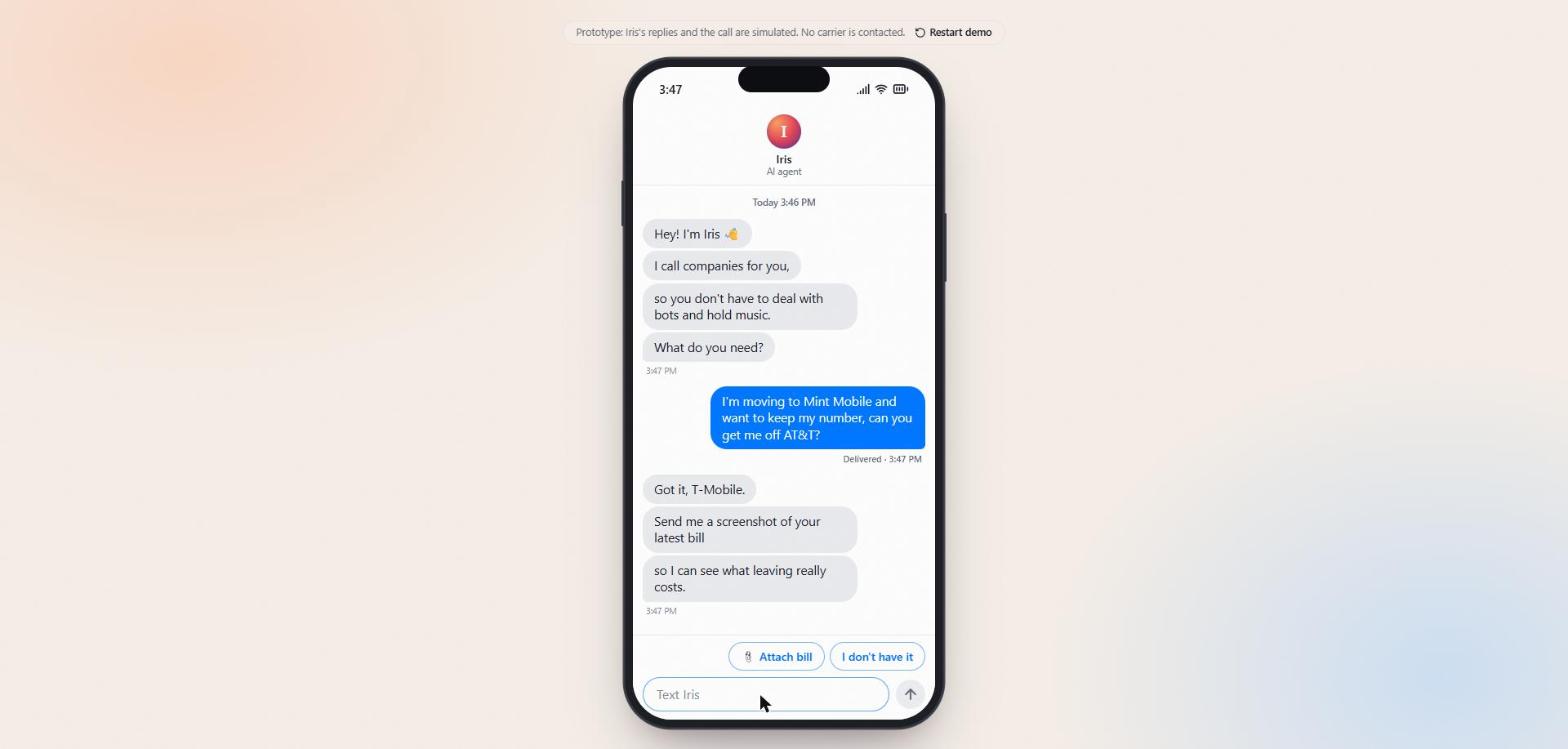 Prototype: Iris's replies and the call are simulated. No carrier is contacted. Restart demo
3:47
I
Iris
AI agent
Today 3:46 PM
Hey! I'm Iris 👋
I call companies for you,
so you don't have to deal with
bots and hold music.
What do you need?
3:47 PM
I'm moving to Mint Mobile and
want to keep my number, can you
get me off AT&T?
Delivered · 3:47 PM
Got it, T-Mobile.
Send me a screenshot of your
latest bill
so I can see what leaving really
costs.
3:47 PM
Attach bill
I don't have it
Text Iris